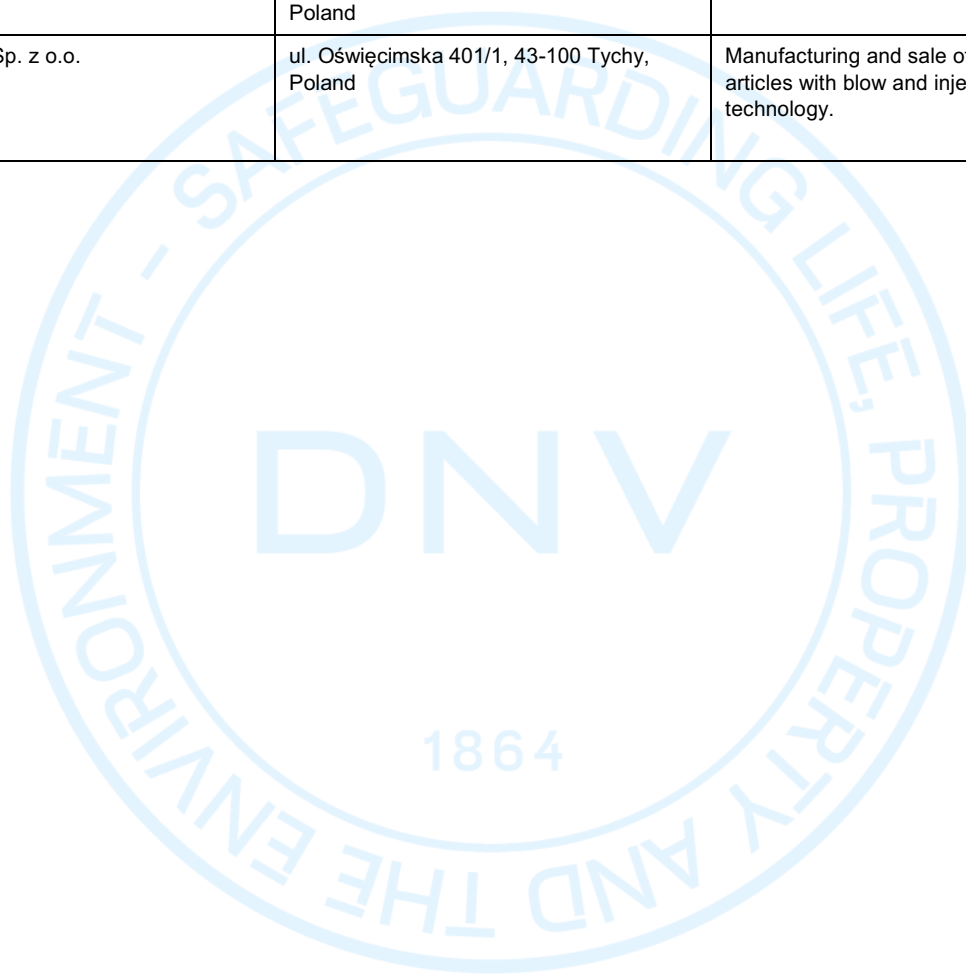 Poland
Sp. z o.o.
ul. Oświęcimska 401/1, 43-100 Tychy,
Poland
Manufacturing and sale of
articles with blow and inje
technology.
SAFEGUARDING LIFE, PROPERTY AND THE ENVIRONMENT -
DNV
1864